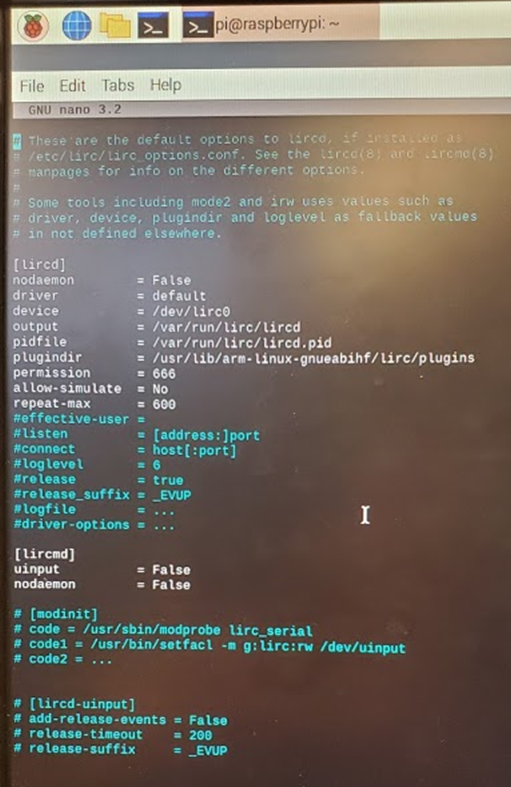 pi@raspberrypi: ~
File Edit Tabs Help
GNU nano 3.2
# These are the default options to lircd, if installed as
# /etc/lirc/lirc_options.conf. See the lircd(8) and lircmd(8)
# manpages for info on the different options.
#
# Some tools including mode2 and irw uses values such as
# driver, device, plugindir and loglevel as fallback values
# in not defined elsewhere.
[lircd]
nodaemon = False
driver = default
device = /dev/lirc0
output = /var/run/lirc/lircd
pidfile = /var/run/lirc/lircd.pid
plugindir = /usr/lib/arm-linux-gnueabihf/lirc/plugins
permission = 666
allow-simulate = No
repeat-max = 600
#effective-user =
#listen = [address:]port
#connect = host[:port]
#loglevel = 6
#release = true
#release_suffix = _EVUP
#logfile = ...
#driver-options = ...
[lircmd]
uinput = False
nodaemon = False
# [modinit]
# code = /usr/sbin/modprobe lirc_serial
# code1 = /usr/bin/setfacl -m g:lirc:rw /dev/uinput
# code2 = ...
# [lircd-uinput]
# add-release-events = False
# release-timeout = 200
# release-suffix = _EVUP